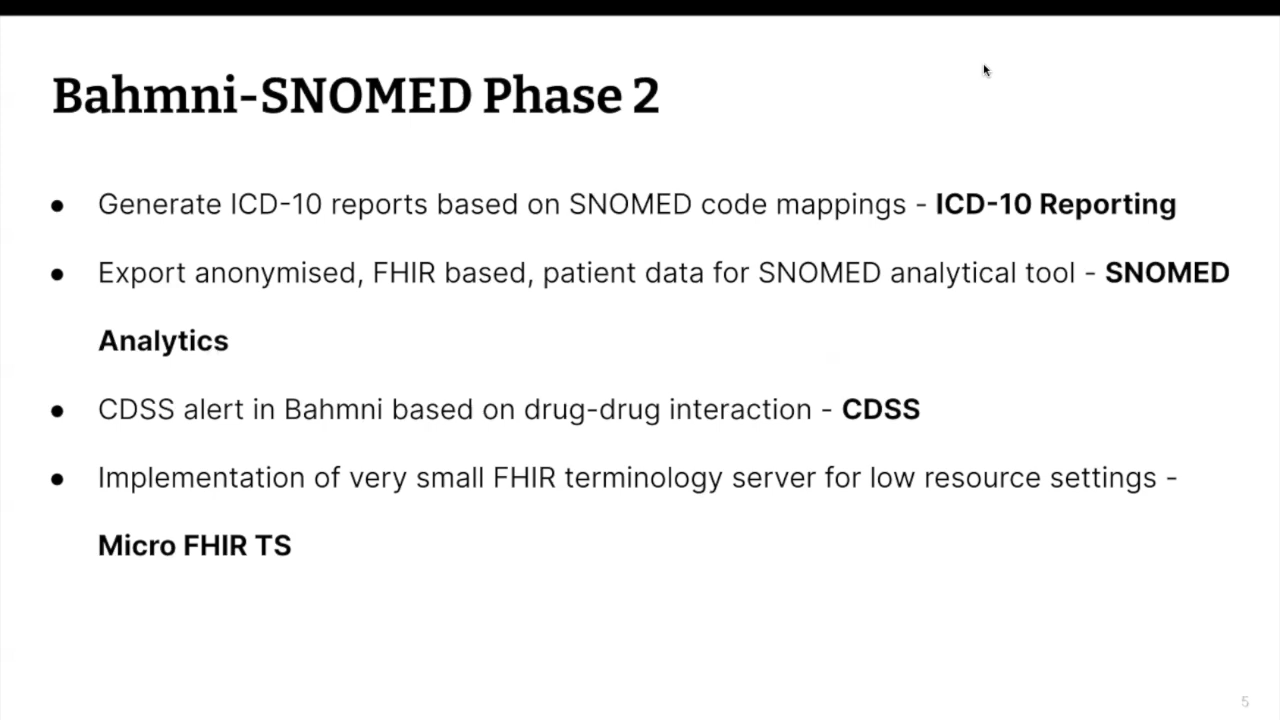 Bahmni-SNOMED Phase 2
● Generate ICD-10 reports based on SNOMED code mappings - ICD-10 Reporting
● Export anonymised, FHIR based, patient data for SNOMED analytical tool - SNOMED
Analytics
● CDSS alert in Bahmni based on drug-drug interaction - CDSS
● Implementation of very small FHIR terminology server for low resource settings -
Micro FHIR TS
5